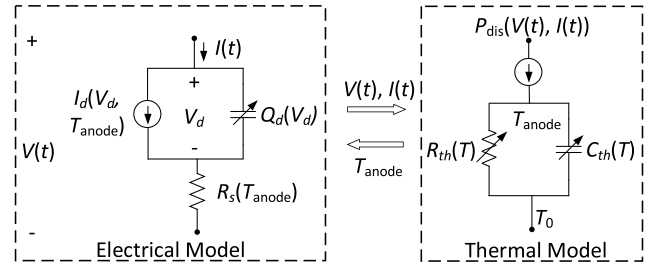 +
I(t)
I_d(V_d,
T_anode)
+
V_d
-
Q_d(V_d)
V(t)
R_s(T_anode)
-
Electrical Model
V(t), I(t)
T_anode
P_dis(V(t), I(t))
T_anode
R_th(T)
C_th(T)
T_0
Thermal Model